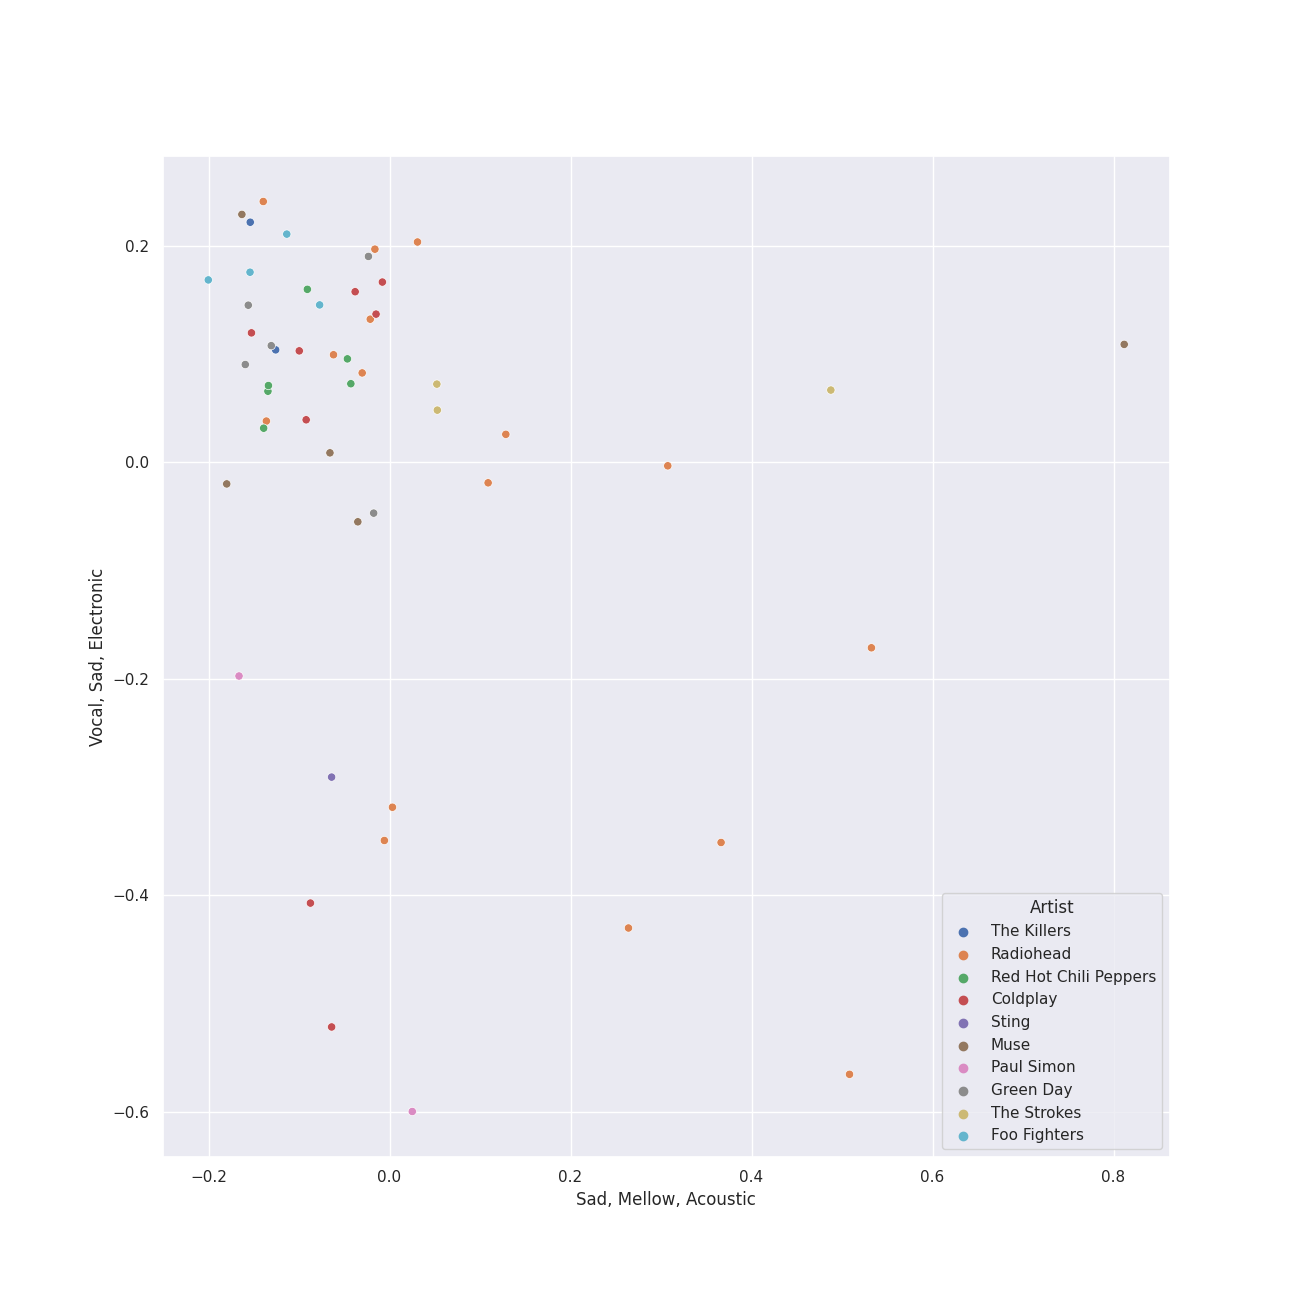 0.2
0.0
−0.2
−0.4
−0.6
Vocal, Sad, Electronic
−0.2
0.0
0.2
0.4
0.6
0.8
Sad, Mellow, Acoustic
Artist
The Killers
Radiohead
Red Hot Chili Peppers
Coldplay
Sting
Muse
Paul Simon
Green Day
The Strokes
Foo Fighters